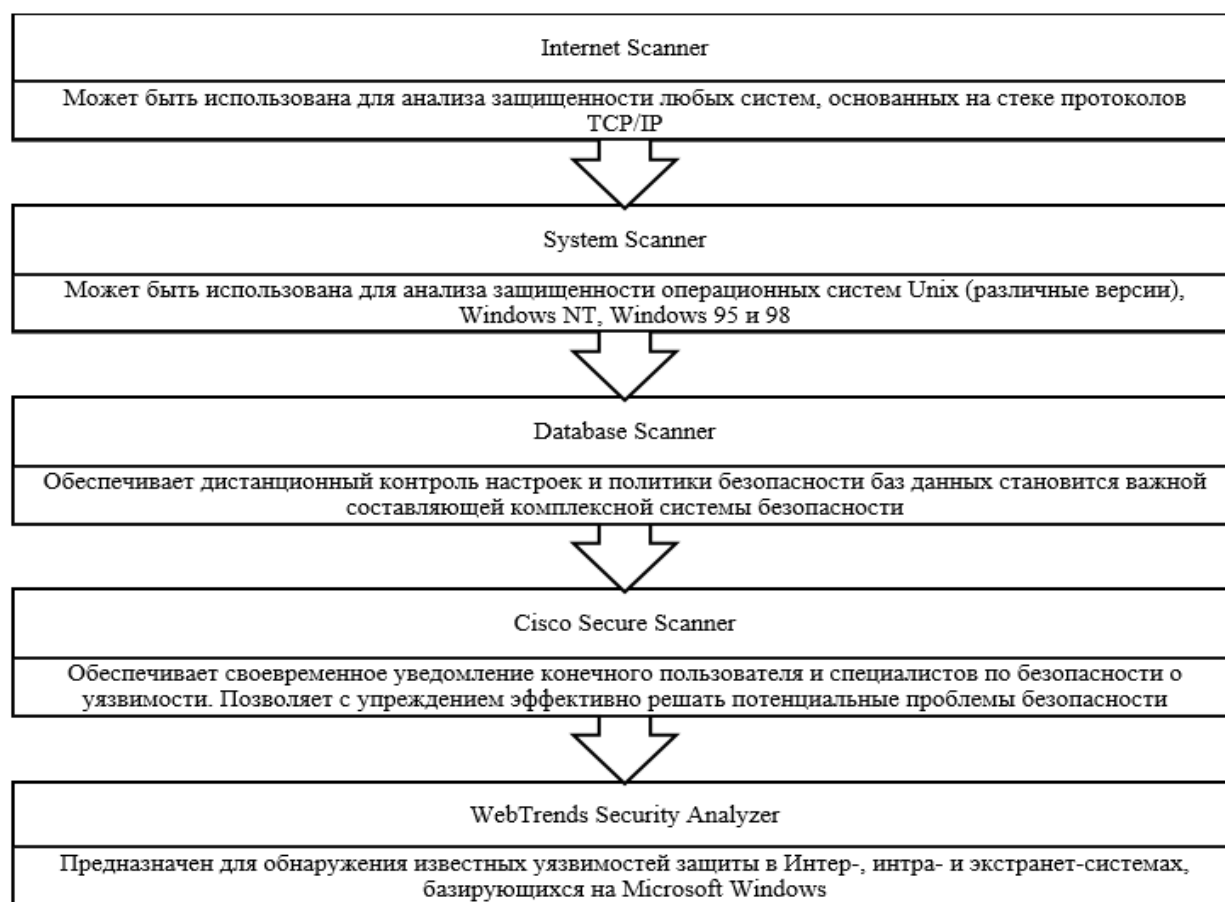 Internet Scanner
Может быть использована для анализа защищенности любых систем, основанных на стеке протоколов
TCP/IP
System Scanner
Может быть использована для анализа защищенности операционных систем Unix (различные версии),
Windows NT, Windows 95 и 98
Database Scanner
Обеспечивает дистанционный контроль настроек и политики безопасности баз данных становится важной
составляющей комплексной системы безопасности
Cisco Secure Scanner
Обеспечивает своевременное уведомление конечного пользователя и специалистов по безопасности о
уязвимости. Позволяет с упреждением эффективно решать потенциальные проблемы безопасности
WebTrends Security Analyzer
Предназначен для обнаружения известных уязвимостей защиты в Интер-, интра- и экстранет-системах,
базирующихся на Microsoft Windows